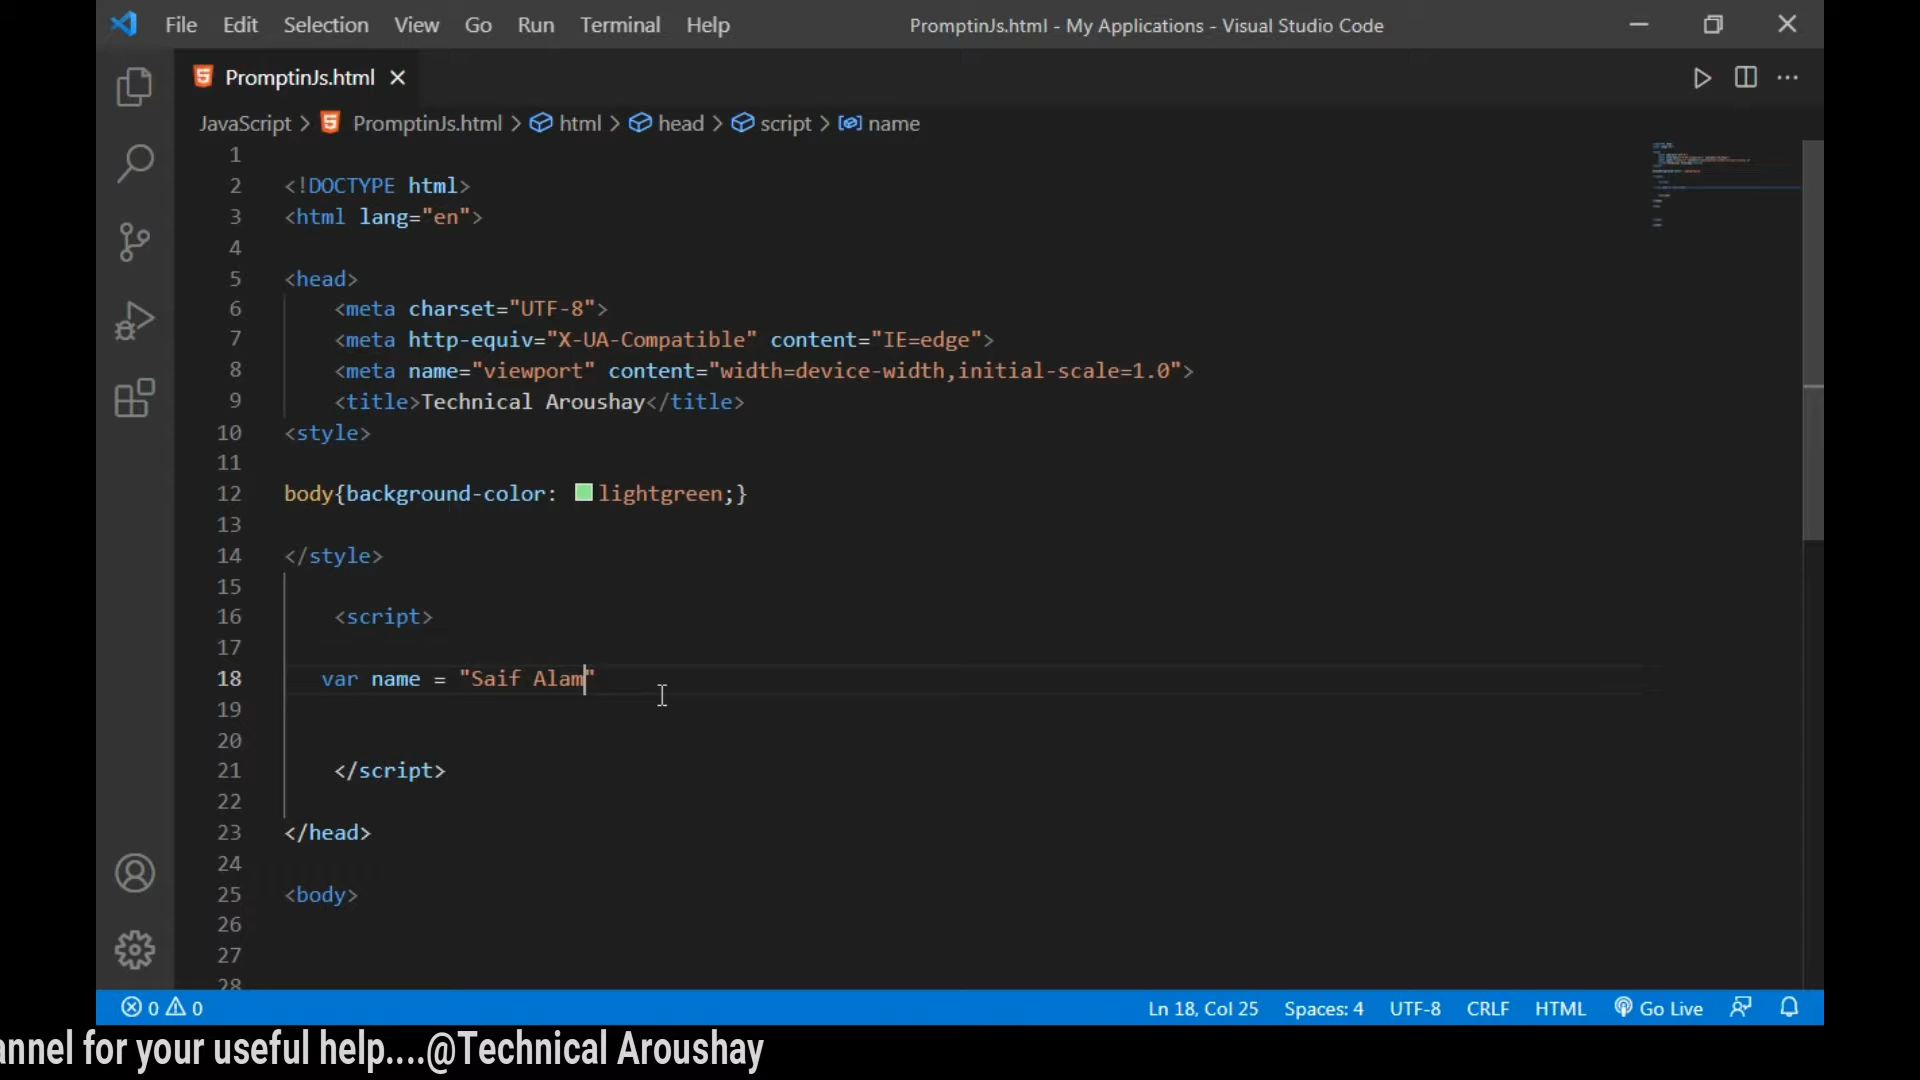 File Edit Selection View Go Run Terminal Help PromptinJs.html - My Applications - Visual Studio Code
PromptinJs.html
JavaScript > PromptinJs.html > html > head > script > name
1
2 <!DOCTYPE html>
3 <html lang="en">
4
5 <head>
6 <meta charset="UTF-8">
7 <meta http-equiv="X-UA-Compatible" content="IE=edge">
8 <meta name="viewport" content="width=device-width,initial-scale=1.0">
9 <title>Technical Aroushay</title>
10 <style>
11
12 body{background-color: lightgreen;}
13
14 </style>
15
16 <script>
17
18 var name = "Saif Alam"
19
20
21 </script>
22
23 </head>
24
25 <body>
26
27
28
0 0 Ln 18, Col 25 Spaces: 4 UTF-8 CRLF HTML Go Live
annel for your useful help....@Technical Aroushay